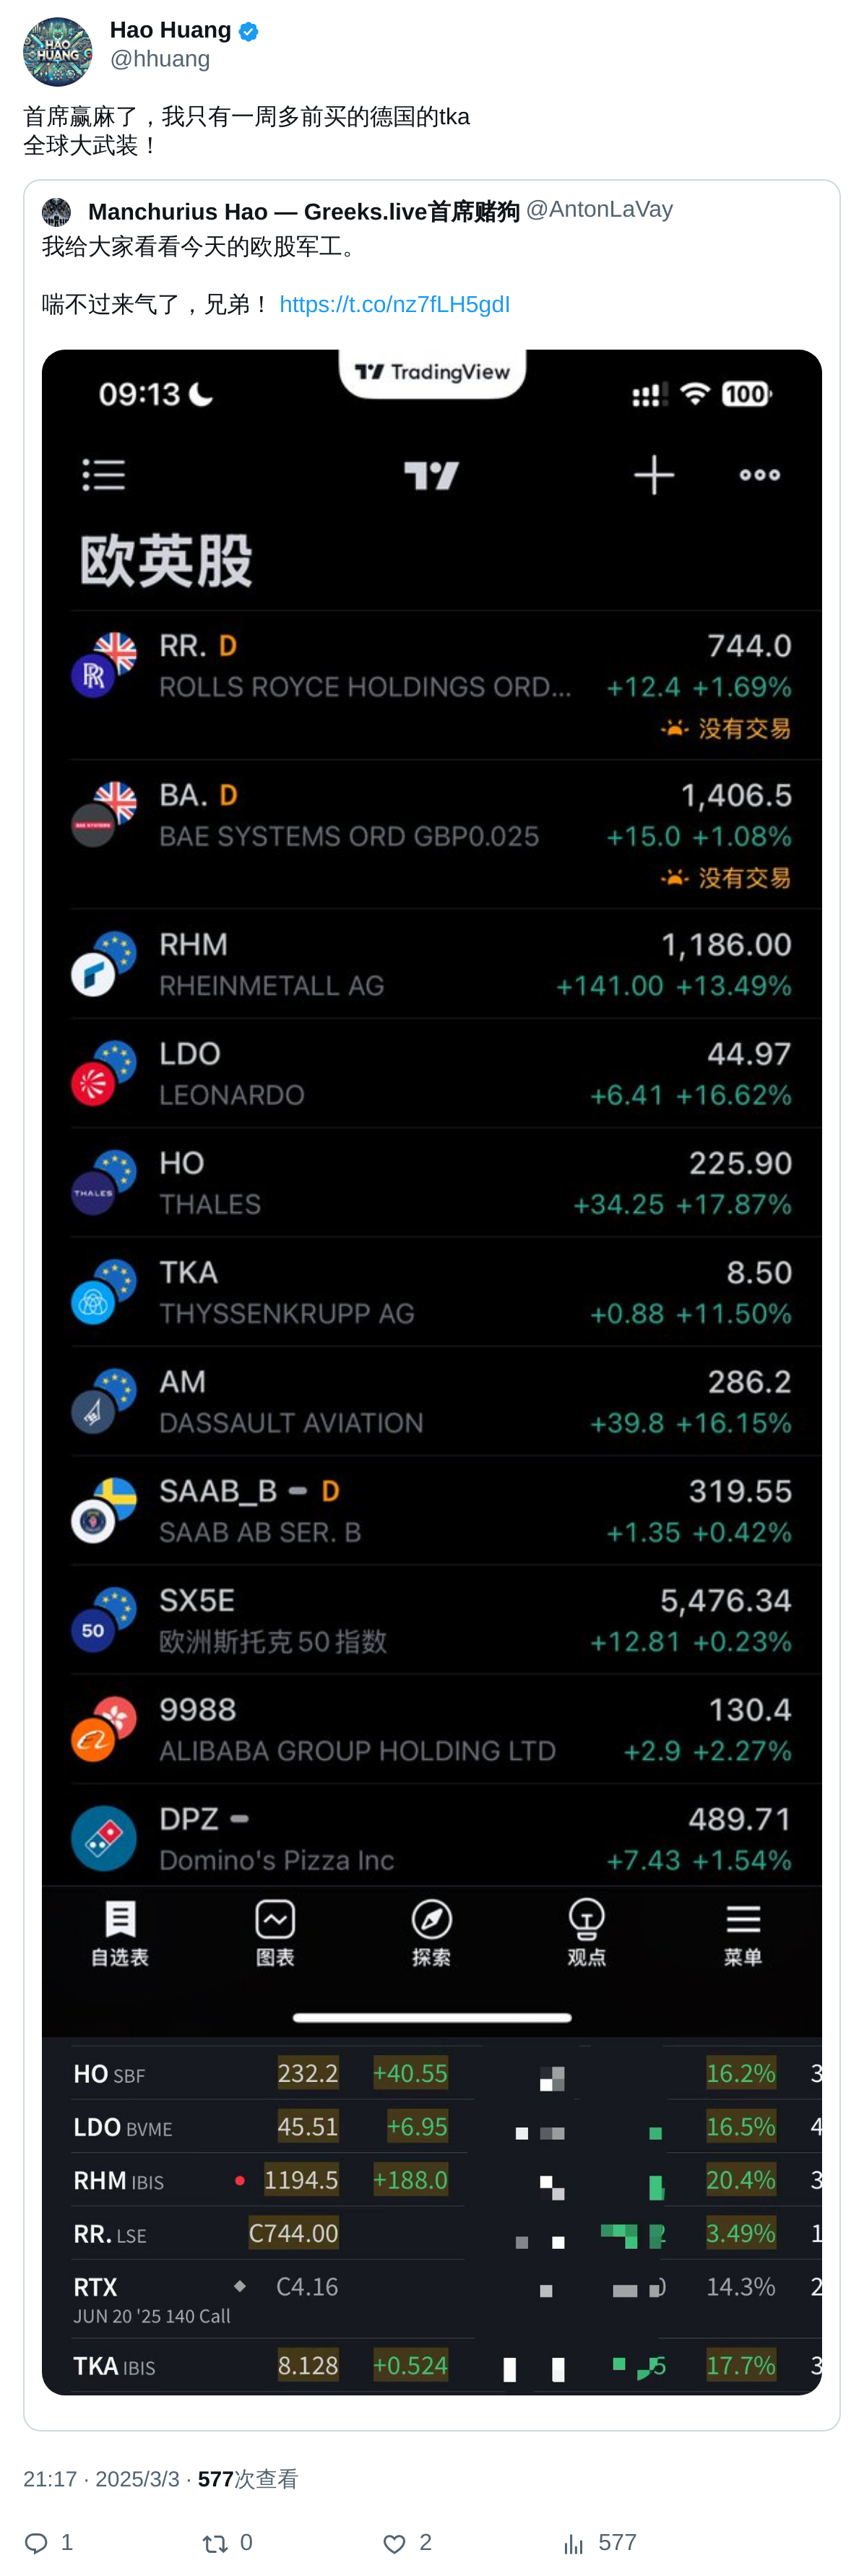 Hao Huang
@hhuang
首席赢麻了，我只有一周多前买的德国的tka
全球大武装！
Manchurius Hao — Greeks.live首席赌狗 @AntonLaVay
我给大家看看今天的欧股军工。
喘不过来气了，兄弟！ https://t.co/nz7fLH5gdI
TradingView
09:13
100
欧英股
RR. D 744.0
ROLLS ROYCE HOLDINGS ORD... +12.4 +1.69%
没有交易
BA. D 1,406.5
BAE SYSTEMS ORD GBP0.025 +15.0 +1.08%
没有交易
RHM 1,186.00
RHEINMETALL AG +141.00 +13.49%
LDO 44.97
LEONARDO +6.41 +16.62%
HO 225.90
THALES THALES +34.25 +17.87%
TKA 8.50
THYSSENKRUPP AG +0.88 +11.50%
AM 286.2
DASSAULT AVIATION +39.8 +16.15%
SAAB_B D 319.55
SAAB AB SER. B +1.35 +0.42%
SX5E 5,476.34
50 欧洲斯托克50指数 +12.81 +0.23%
9988 130.4
ALIBABA GROUP HOLDING LTD +2.9 +2.27%
DPZ 489.71
Domino's Pizza Inc +7.43 +1.54%
自选表 图表 探索 观点 菜单
HO SBF 232.2 +40.55 16.2% 3
LDO BVME 45.51 +6.95 16.5% 4
RHM IBIS 1194.5 +188.0 20.4% 3
RR. LSE C744.00 3.49% 1
RTX C4.16 14.3% 2
JUN 20 '25 140 Call
TKA IBIS 8.128 +0.524 17.7% 3
21:17 · 2025/3/3 · 577次查看
1 0 2 577